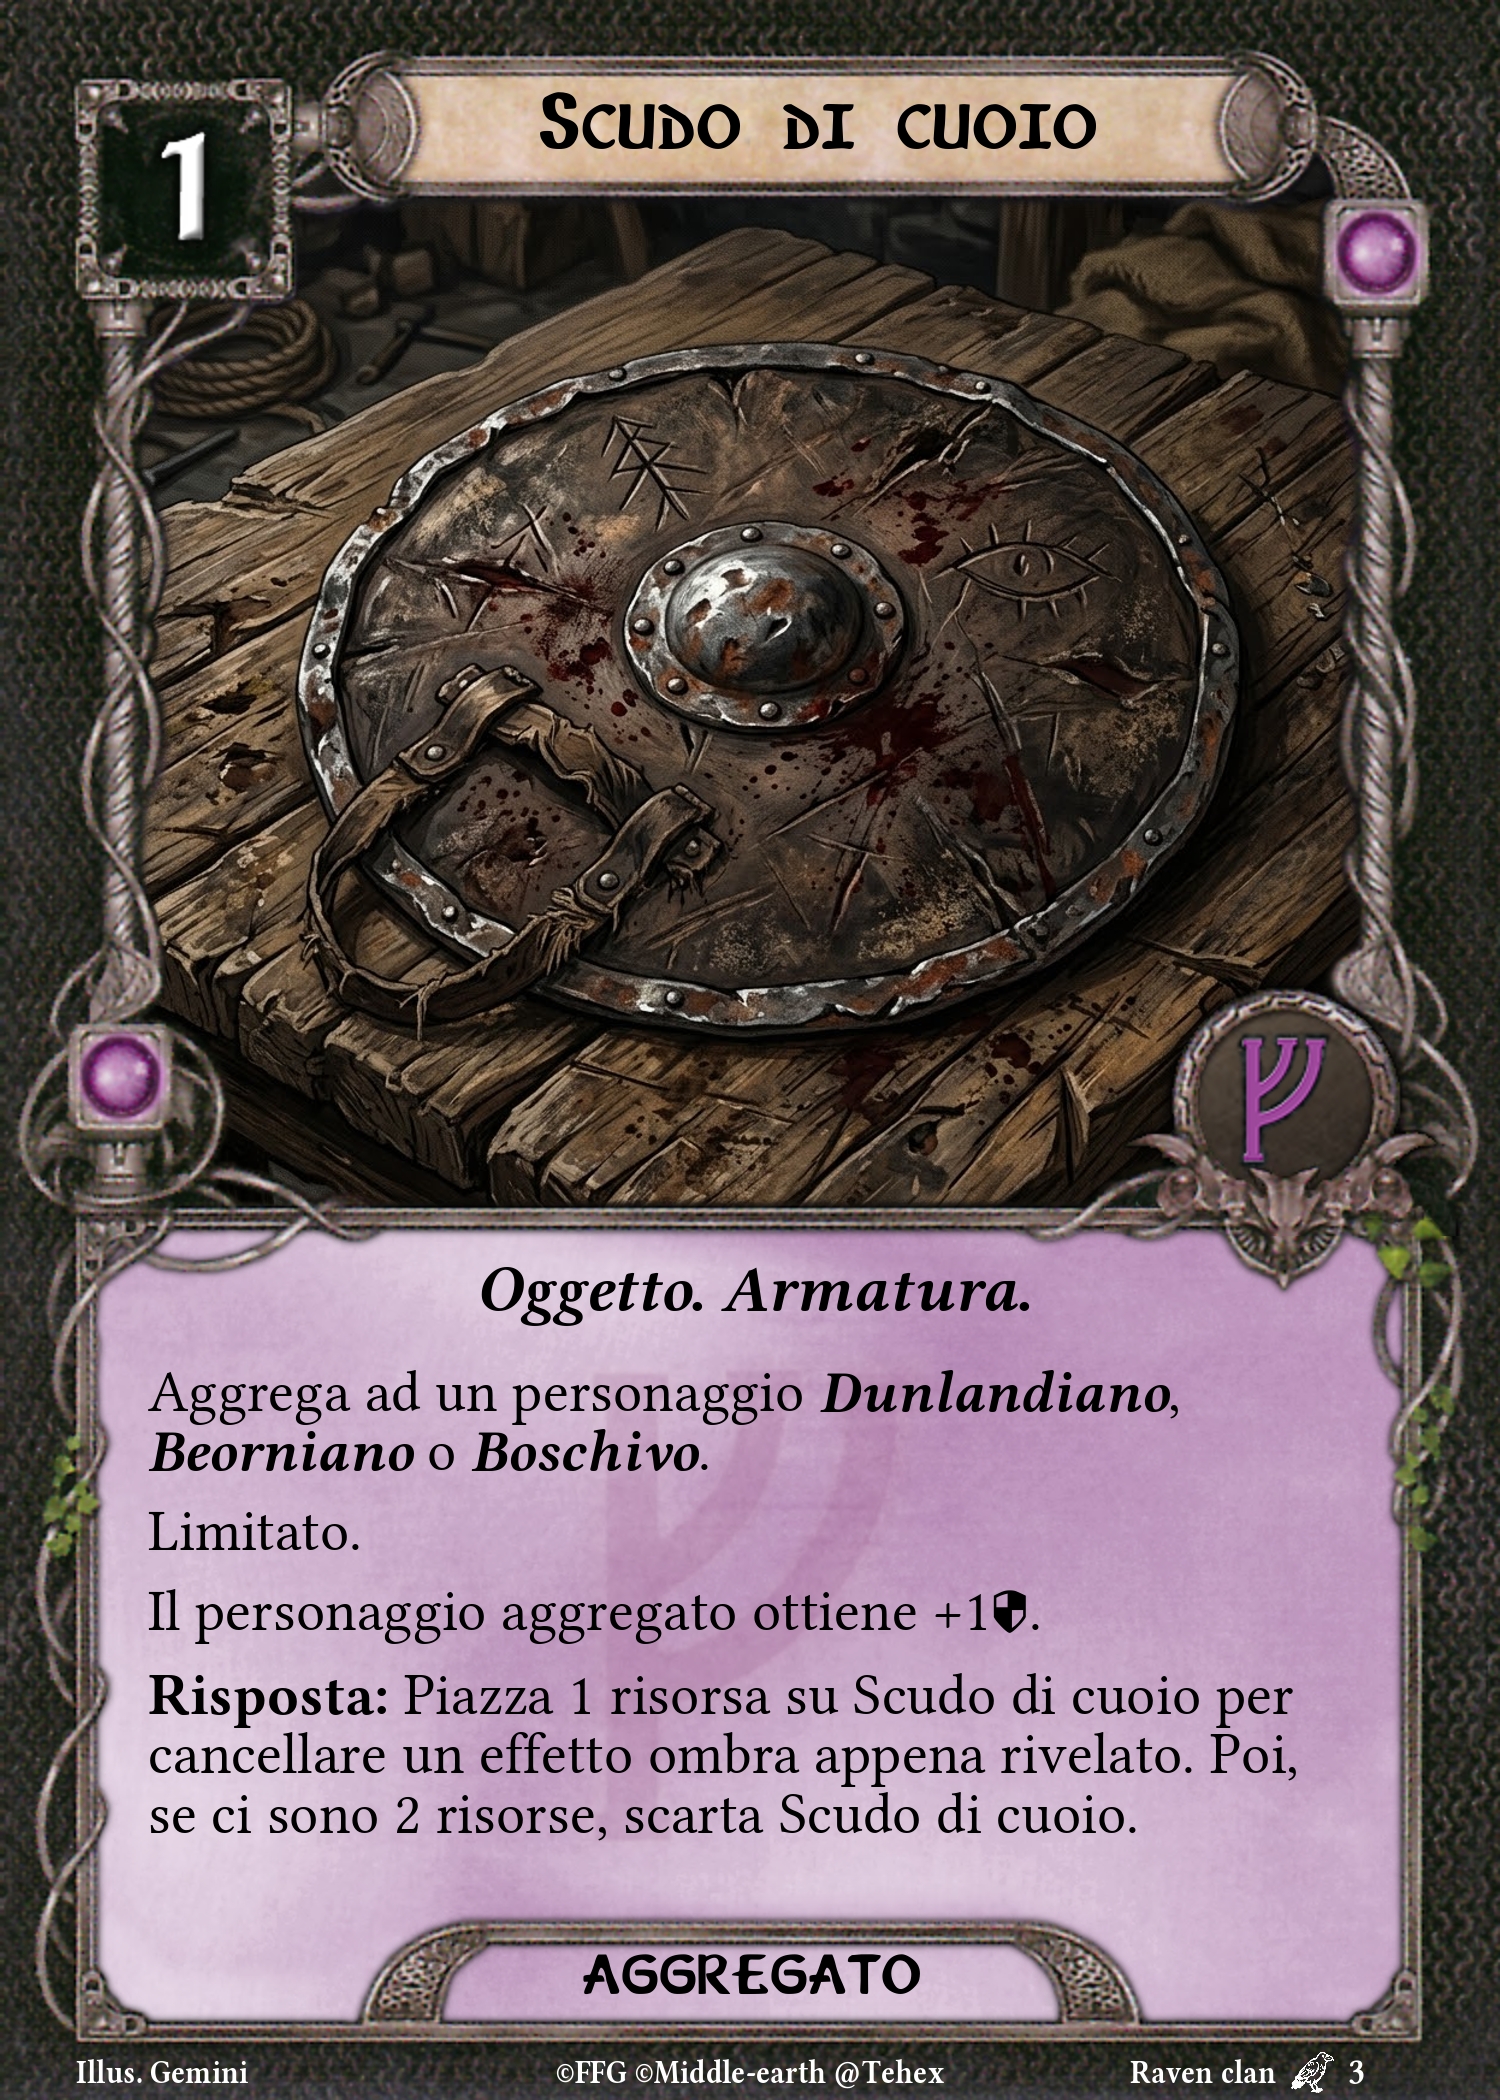 1
Scudo di cuoio
Oggetto. Armatura.
Aggrega ad un personaggio Dunlandiano,
Beorniano o Boschivo.
Limitato.
Il personaggio aggregato ottiene +1.
Risposta: Piazza 1 risorsa su Scudo di cuoio per
cancellare un effetto ombra appena rivelato. Poi,
se ci sono 2 risorse, scarta Scudo di cuoio.
AGGREGATO
Illus. Gemini ©FFG ©Middle-earth @Tehex Raven clan 3